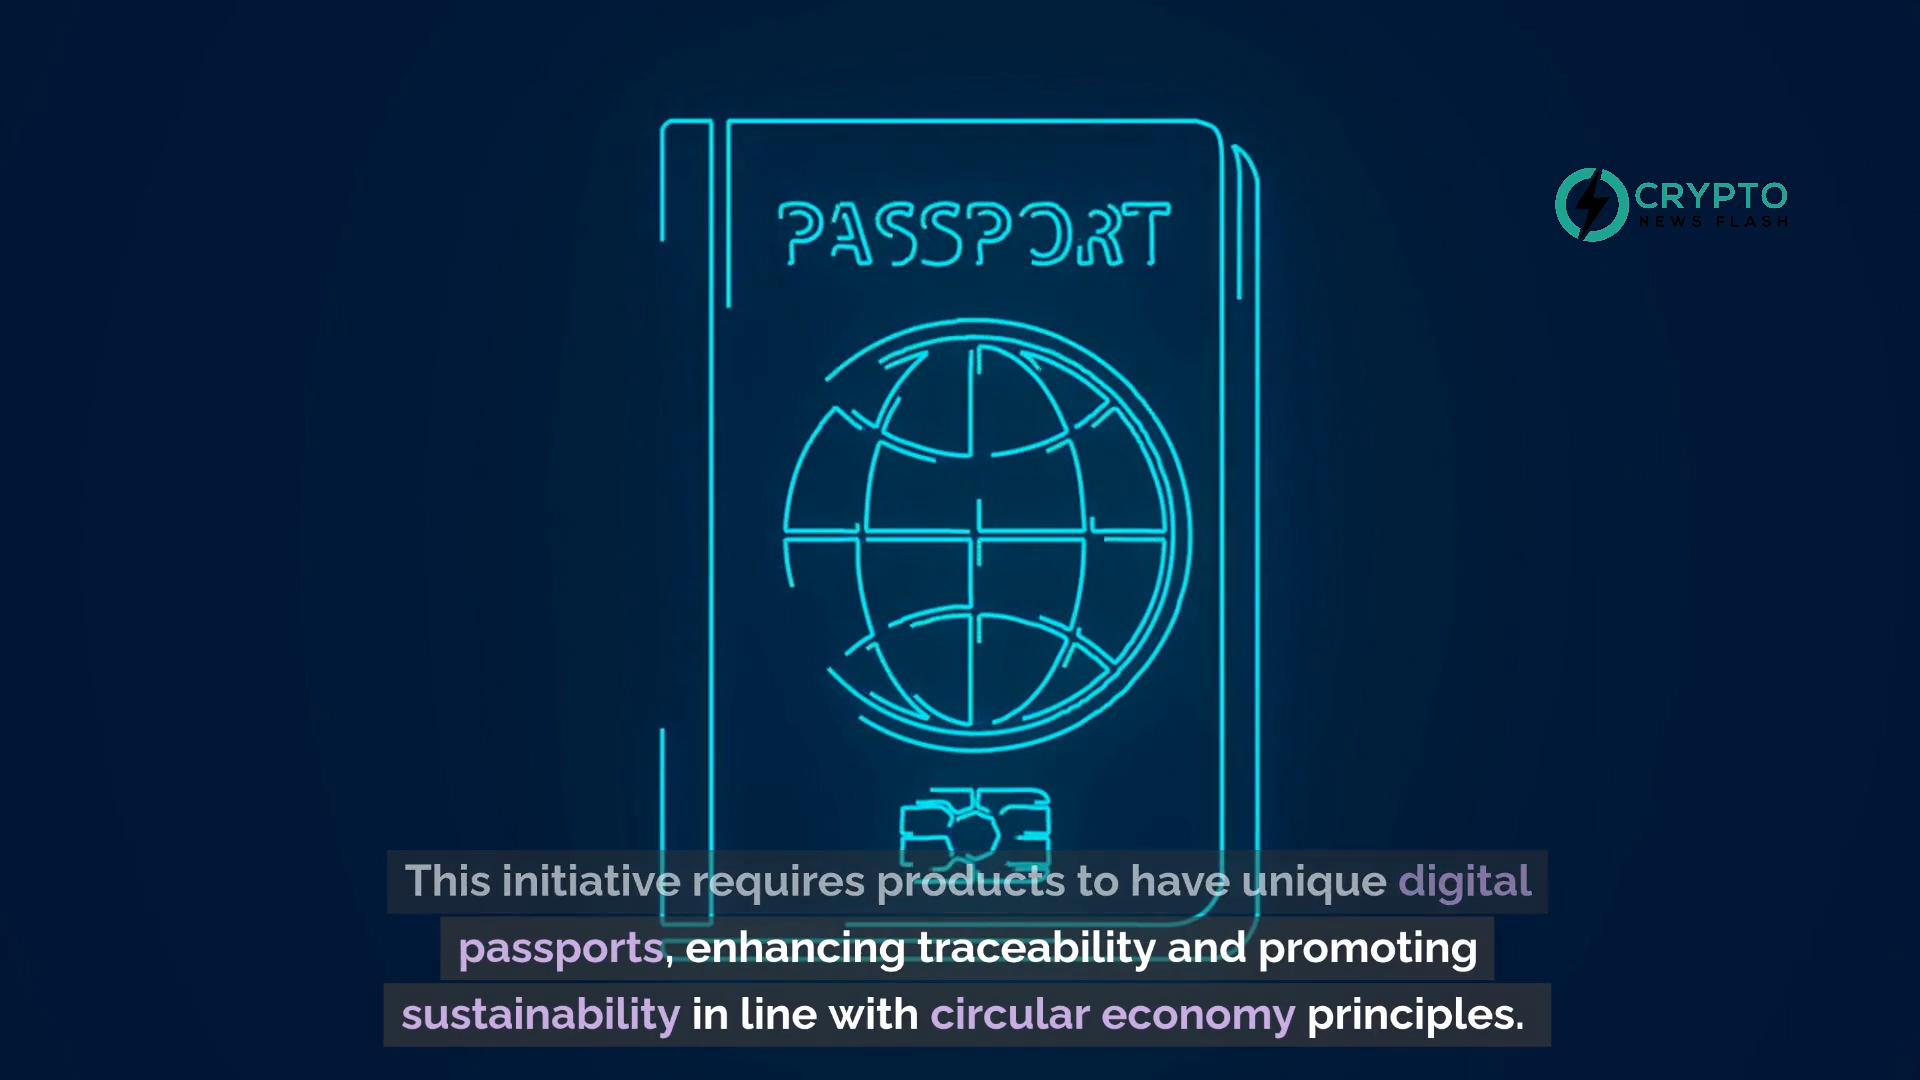 PASSPORT
CRYPTO
NEWS FLASH
This initiative requires products to have unique digital
passports, enhancing traceability and promoting
sustainability in line with circular economy principles.